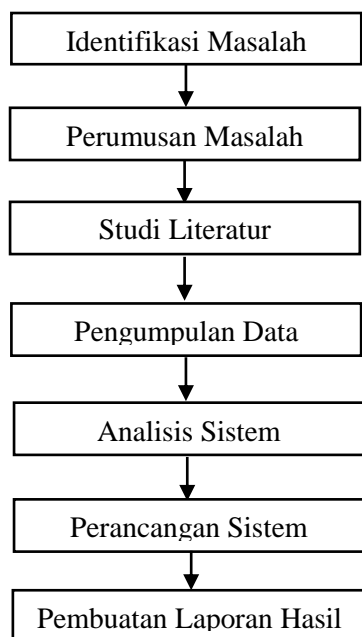 Identifikasi Masalah
Perumusan Masalah
Studi Literatur
Pengumpulan Data
Analisis Sistem
Perancangan Sistem
Pembuatan Laporan Hasil